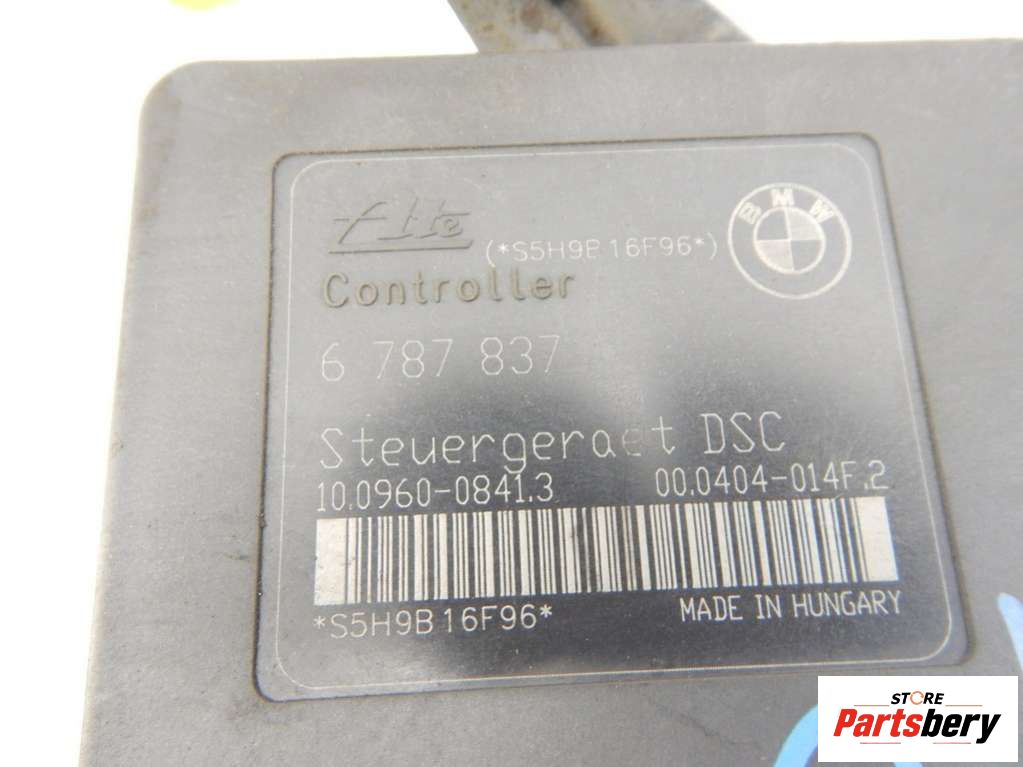 Ate
(*S5H9B16F96*)
BMW
Controller
6 787 837
Steuergeraet DSC
10.0960-0841.3 00.0404-014F.2
*S5H9B16F96*
MADE IN HUNGARY
STORE
Partsbery